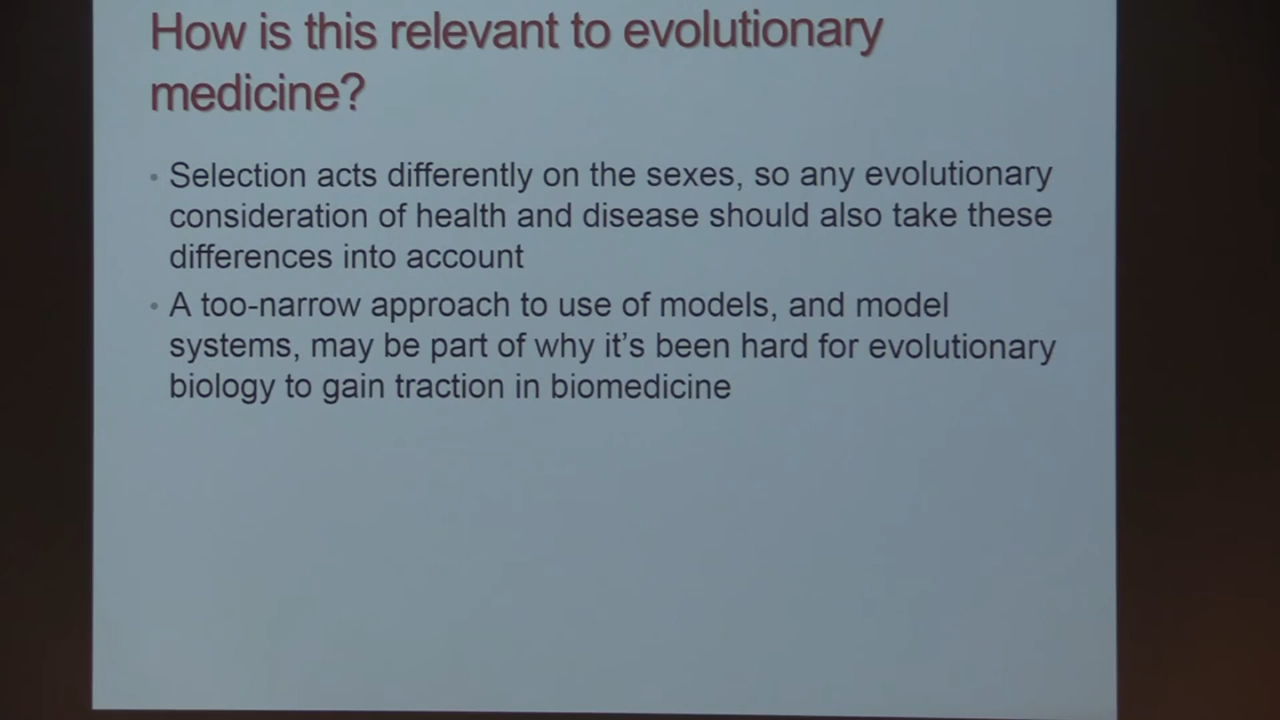 How is this relevant to evolutionary
medicine?
• Selection acts differently on the sexes, so any evolutionary
consideration of health and disease should also take these
differences into account
• A too-narrow approach to use of models, and model
systems, may be part of why it's been hard for evolutionary
biology to gain traction in biomedicine